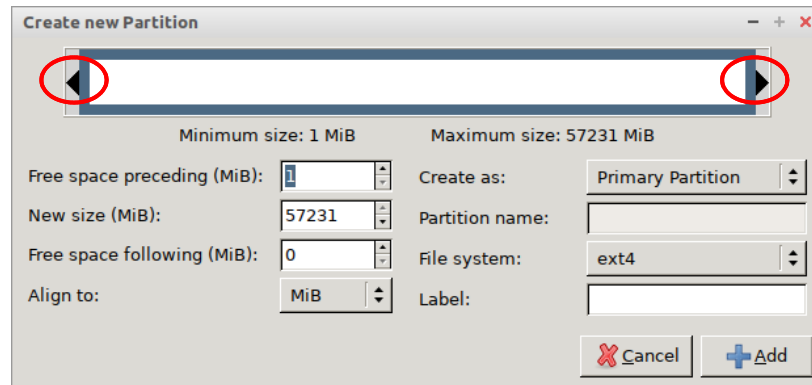 Create new Partition
Minimum size: 1 MiB Maximum size: 57231 MiB
Free space preceding (MiB): 1 Create as: Primary Partition
New size (MiB): 57231 Partition name:
Free space following (MiB): 0 File system: ext4
Align to: MiB Label:
Cancel Add